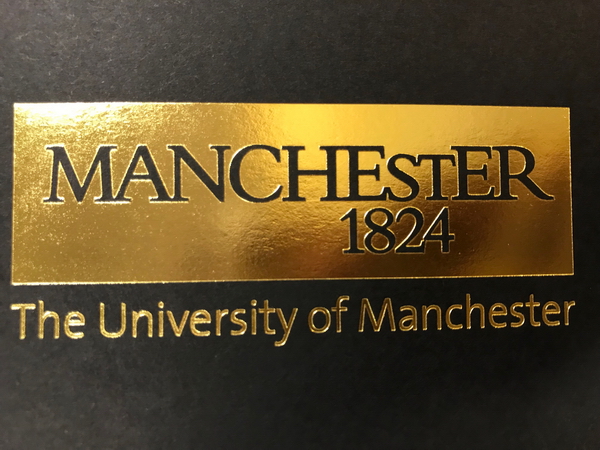 MANCHESTER
1824
The University of Manchester